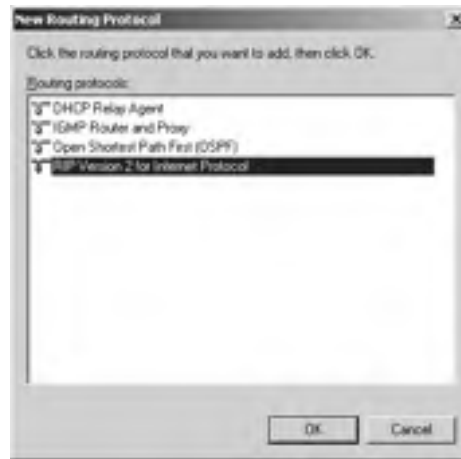 New Routing Protocol
Click the routing protocol that you want to add, then click OK.
Routing protocols:
DHCP Relay Agent
IGMP Router and Proxy
Open Shortest Path First (OSPF)
RIP Version 2 for Internet Protocol
OK
Cancel